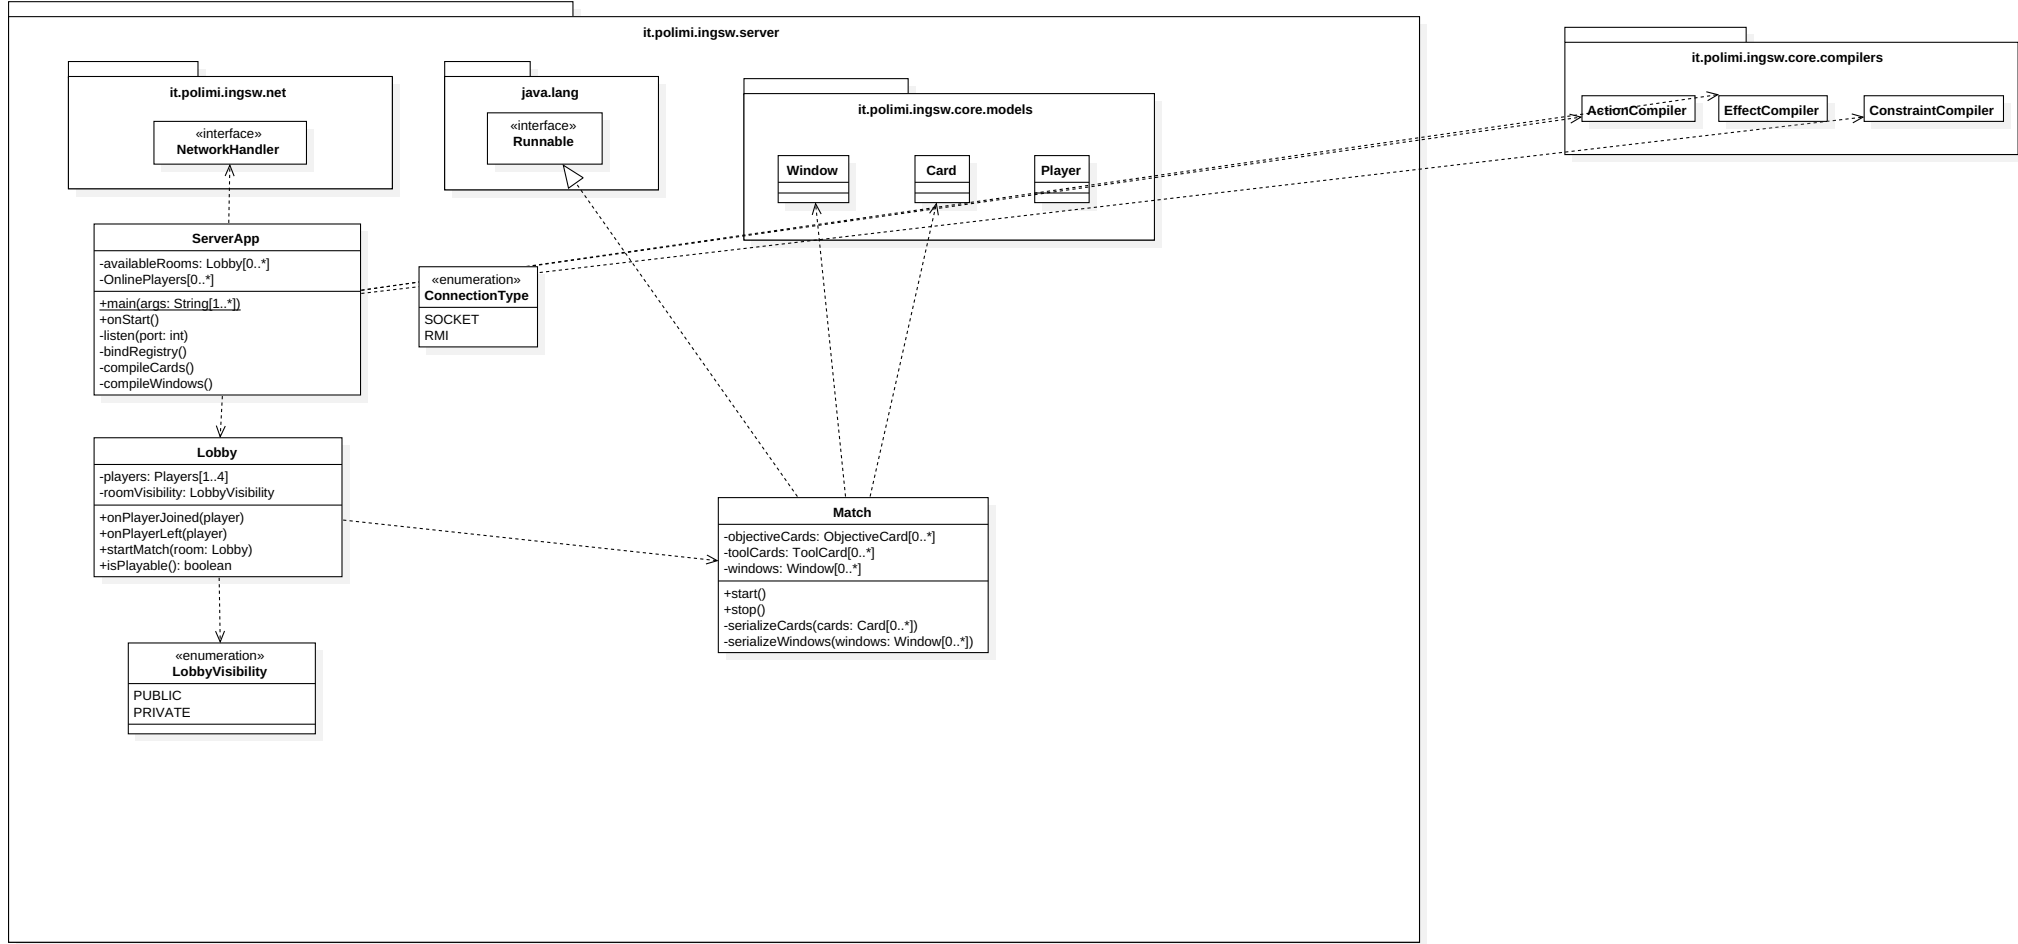 it.polimi.ingsw.server
it.polimi.ingsw.net
«interface»
NetworkHandler
java.lang
«interface»
Runnable
it.polimi.ingsw.core.models
Window
Card
Player
it.polimi.ingsw.core.compilers
ActionCompiler
EffectCompiler
ConstraintCompiler
ServerApp
-availableRooms: Lobby[0..*]
-OnlinePlayers[0..*]
+main(args: String[1..*])
+onStart()
-listen(port: int)
-bindRegistry()
-compileCards()
-compileWindows()
«enumeration»
ConnectionType
SOCKET
RMI
Lobby
-players: Players[1..4]
-roomVisibility: LobbyVisibility
+onPlayerJoined(player)
+onPlayerLeft(player)
+startMatch(room: Lobby)
+isPlayable(): boolean
Match
-objectiveCards: ObjectiveCard[0..*]
-toolCards: ToolCard[0..*]
-windows: Window[0..*]
+start()
+stop()
-serializeCards(cards: Card[0..*])
-serializeWindows(windows: Window[0..*])
«enumeration»
LobbyVisibility
PUBLIC
PRIVATE